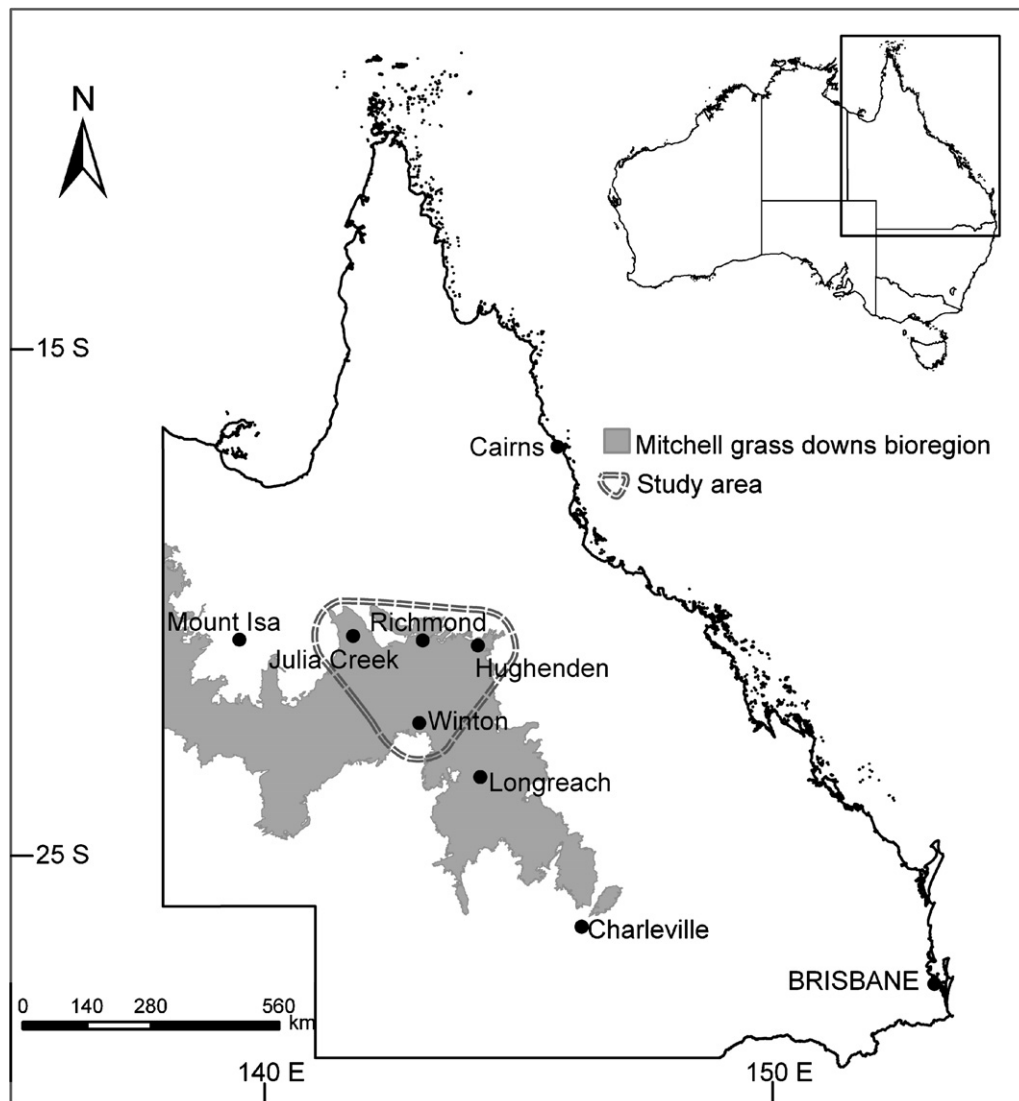 N
15 S
Cairns
Mitchell grass downs bioregion
Study area
Mount Isa
Richmond
Julia Creek
Hughenden
Winton
Longreach
25 S
Charleville
BRISBANE
0 140 280 560
km
140 E 150 E